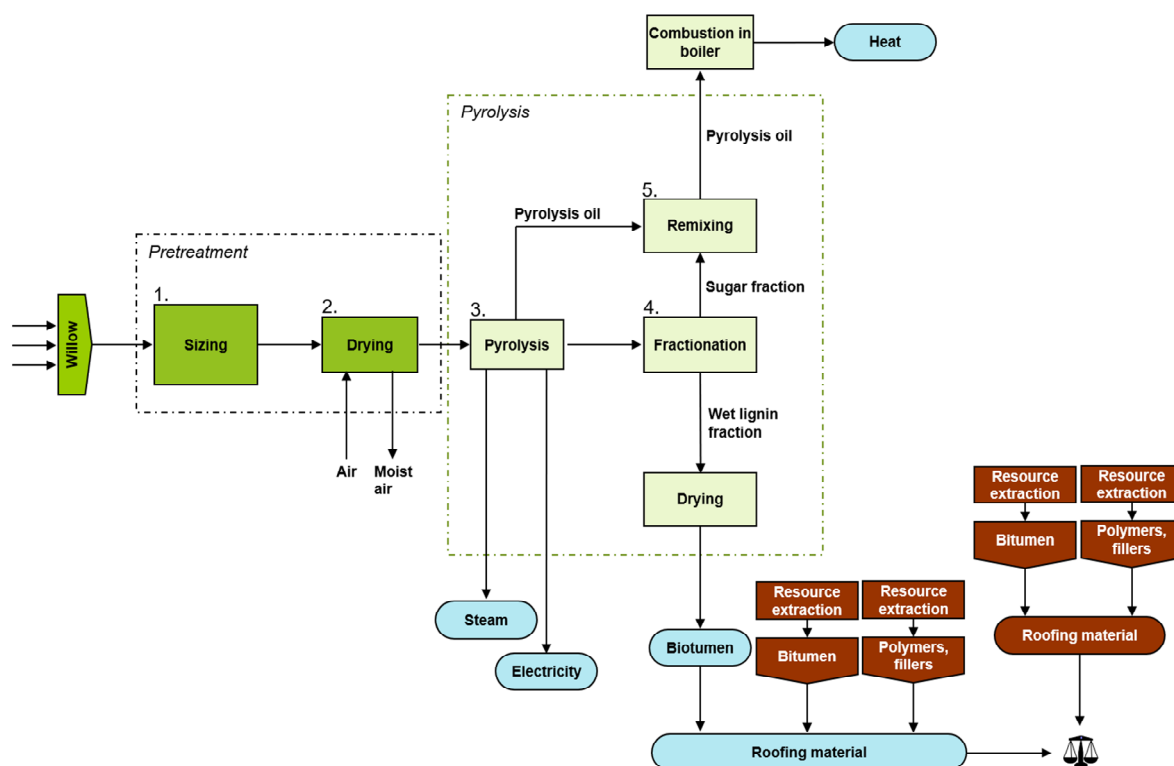 Combustion in
boiler
Heat
Pyrolysis
Pyrolysis oil
5.
Pyrolysis oil
Remixing
Pretreatment
Sugar fraction
1.
2.
3.
4.
Willow
Sizing
Drying
Pyrolysis
Fractionation
Wet lignin
fraction
Air
Moist
air
Drying
Resource
extraction
Resource
extraction
Bitumen
Polymers,
fillers
Resource
extraction
Resource
extraction
Steam
Roofing material
Biotumen
Bitumen
Polymers,
fillers
Electricity
Roofing material